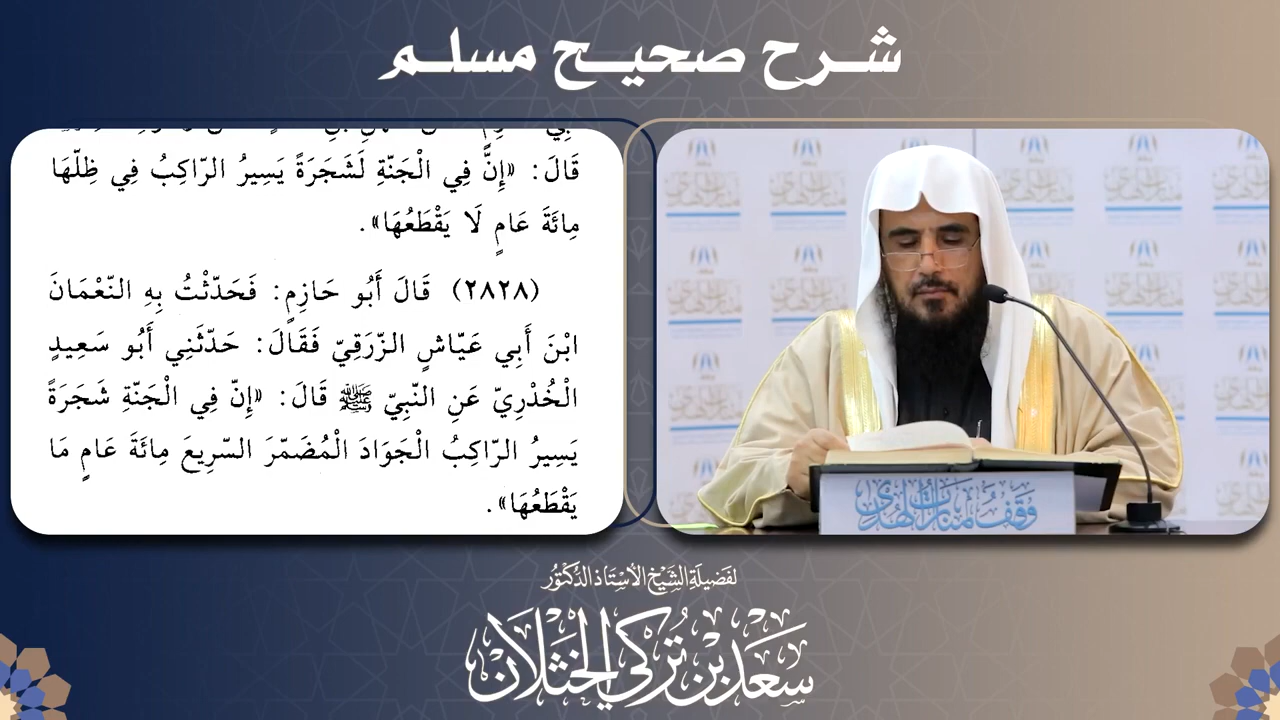 شرح صحيح مسلم
قَالَ: «إِنَّ فِي الْجَنَّةِ لَشَجَرَةً يَسِيرُ الرَّاكِبُ فِي ظِلِّهَا
مِائَةَ عَامٍ لَا يَقْطَعُهَا».
(٢٨٢٨) قَالَ أَبُو حَازِمٍ: فَحَدَّثْتُ بِهِ النُّعْمَانَ
ابْنَ أَبِي عَيَّاشٍ الزُّرَقِيَّ فَقَالَ: حَدَّثَنِي أَبُو سَعِيدٍ
الْخُدْرِيُّ عَنِ النَّبِيِّ ﷺ قَالَ: «إِنَّ فِي الْجَنَّةِ شَجَرَةً
يَسِيرُ الرَّاكِبُ الْجَوَادَ الْمُضَمَّرَ السَّرِيعَ مِائَةَ عَامٍ مَا
يَقْطَعُهَا».
وقف منارات الهدى
لفضيلة الشيخ الأستاذ الدكتور
سعد بن تركي الخثلان